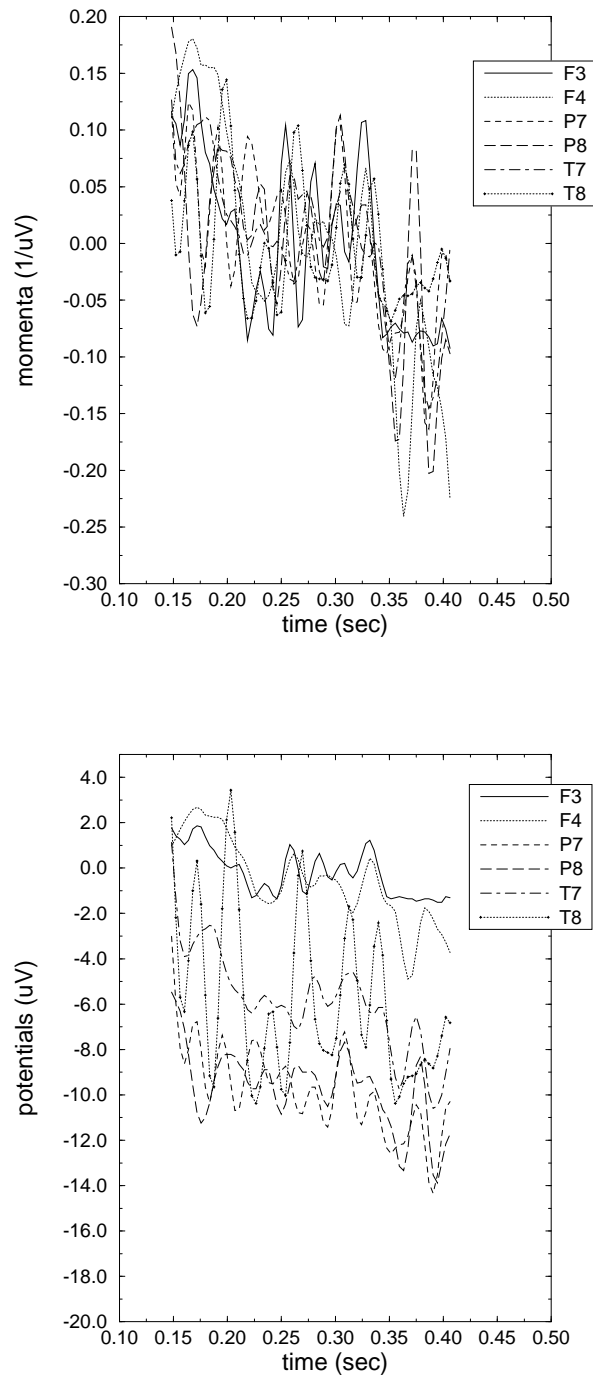 0.20
0.15
0.10
0.05
0.00
-0.05
-0.10
-0.15
-0.20
-0.25
-0.30
momenta (1/uV)
0.10 0.15 0.20 0.25 0.30 0.35 0.40 0.45 0.50
time (sec)
F3
F4
P7
P8
T7
T8
4.0
2.0
0.0
-2.0
-4.0
-6.0
-8.0
-10.0
-12.0
-14.0
-16.0
-18.0
-20.0
potentials (uV)
0.10 0.15 0.20 0.25 0.30 0.35 0.40 0.45 0.50
time (sec)
F3
F4
P7
P8
T7
T8